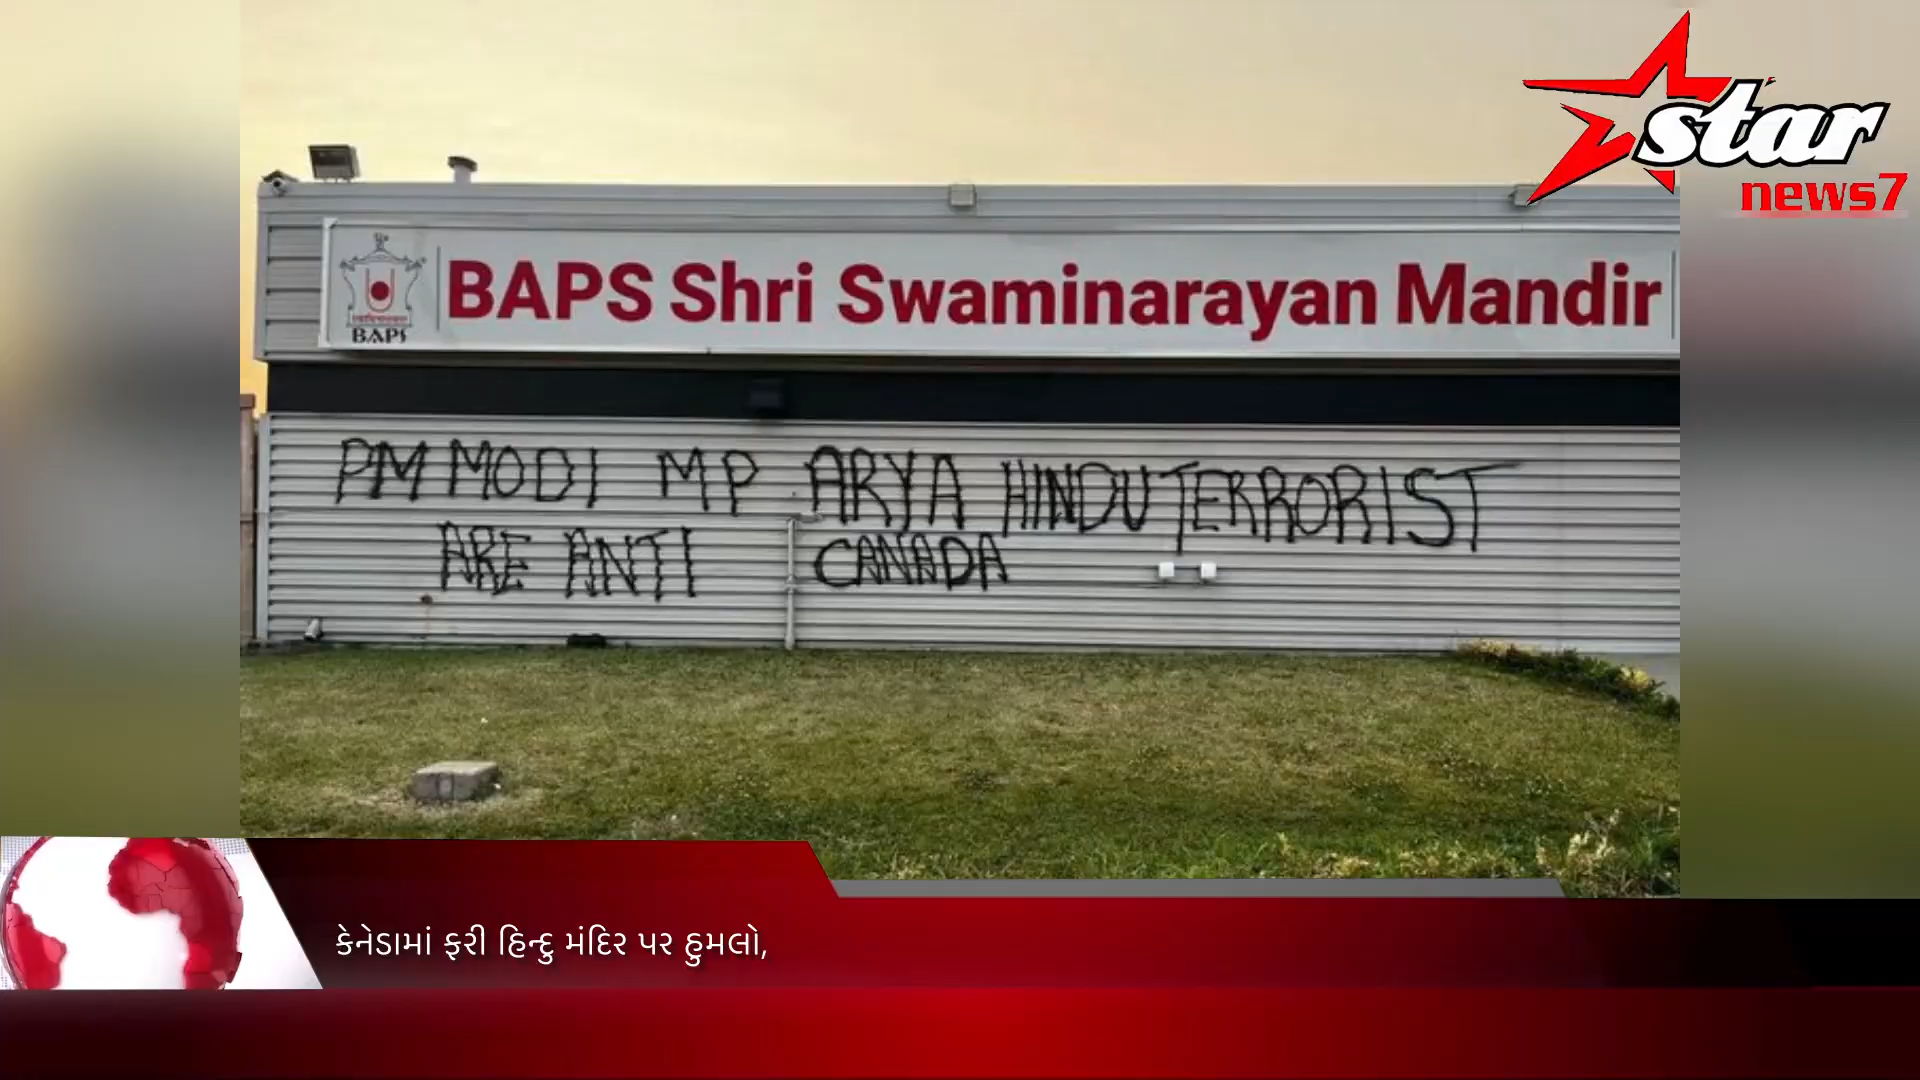 star
news7
BAPS Shri Swaminarayan Mandir
BAPS
PM MODI MP ARYA HINDU TERRORIST
ARE ANTI CANADA
કેનેડામાં ફરી હિન્દુ મંદિર પર હુમલો,